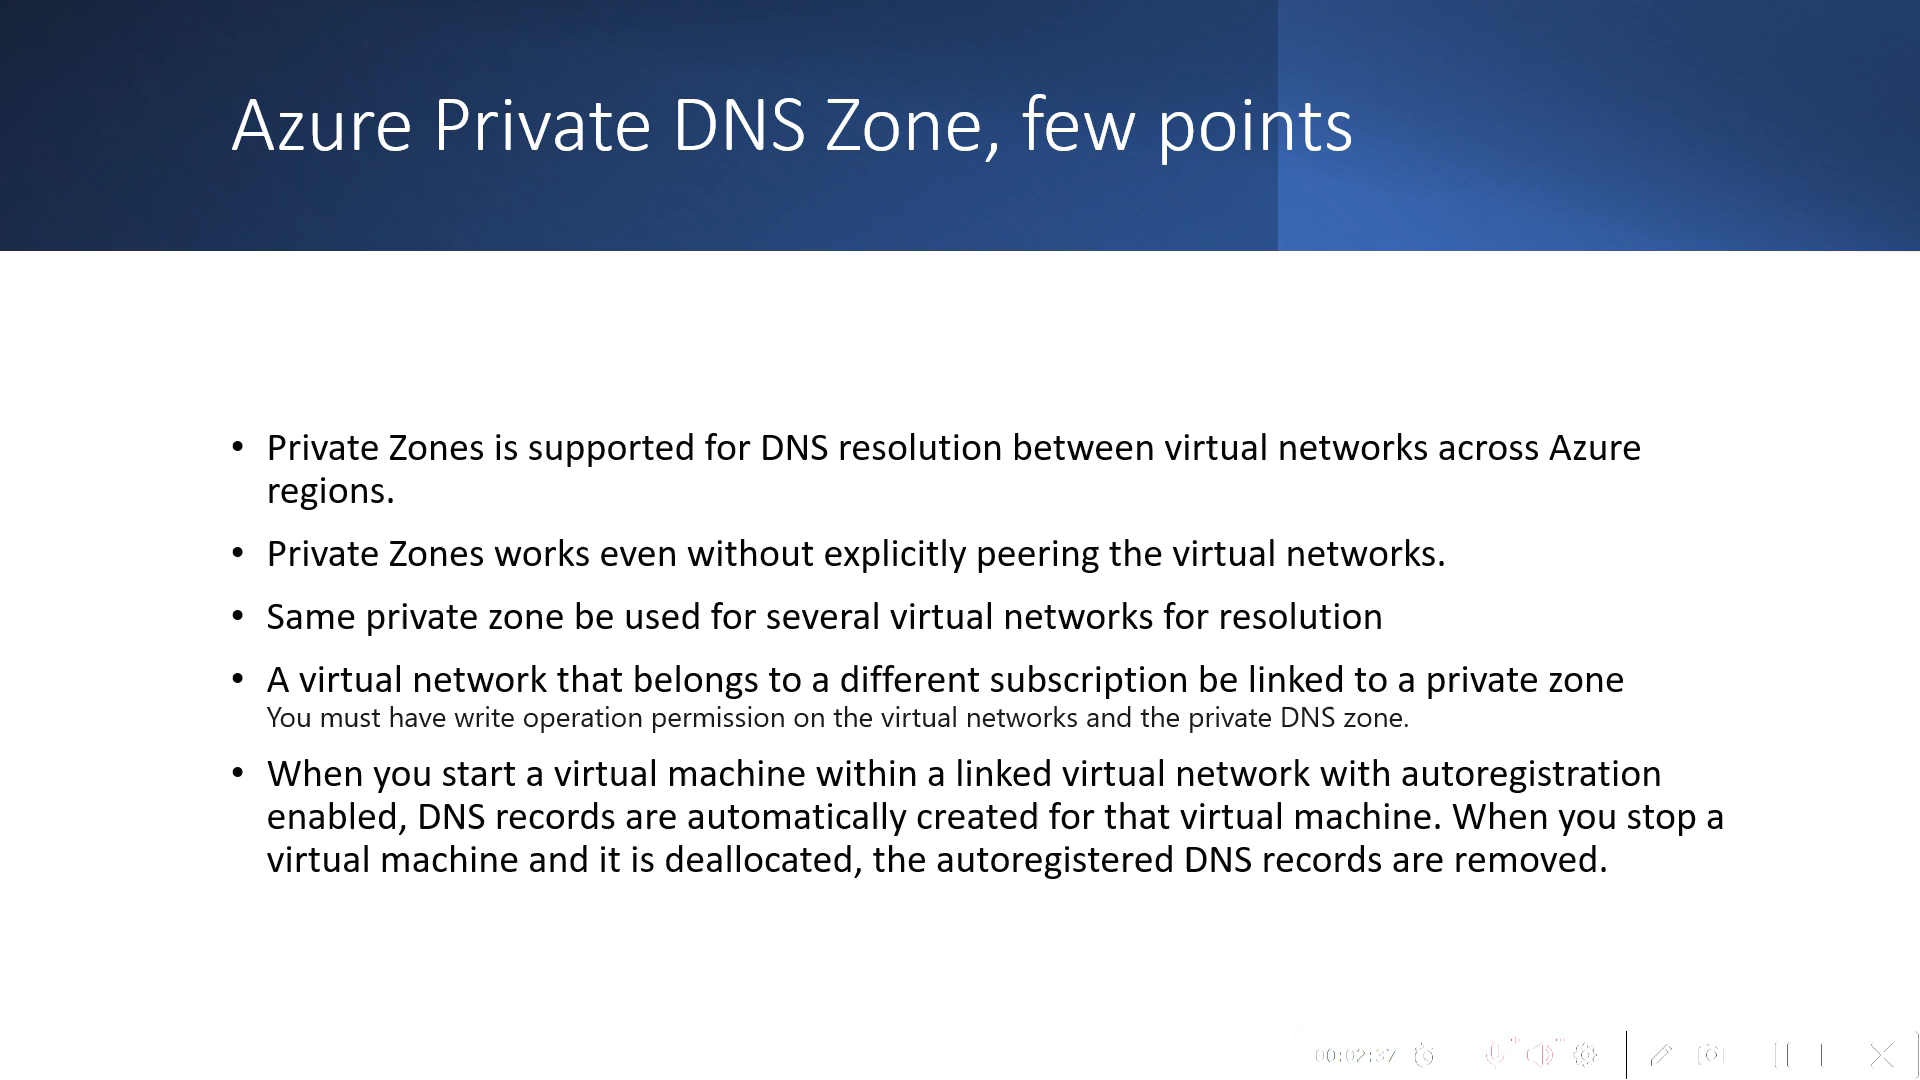 Azure Private DNS Zone, few points
• Private Zones is supported for DNS resolution between virtual networks across Azure
regions.
• Private Zones works even without explicitly peering the virtual networks.
• Same private zone be used for several virtual networks for resolution
• A virtual network that belongs to a different subscription be linked to a private zone
You must have write operation permission on the virtual networks and the private DNS zone.
• When you start a virtual machine within a linked virtual network with autoregistration
enabled, DNS records are automatically created for that virtual machine. When you stop a
virtual machine and it is deallocated, the autoregistered DNS records are removed.
00:02:37